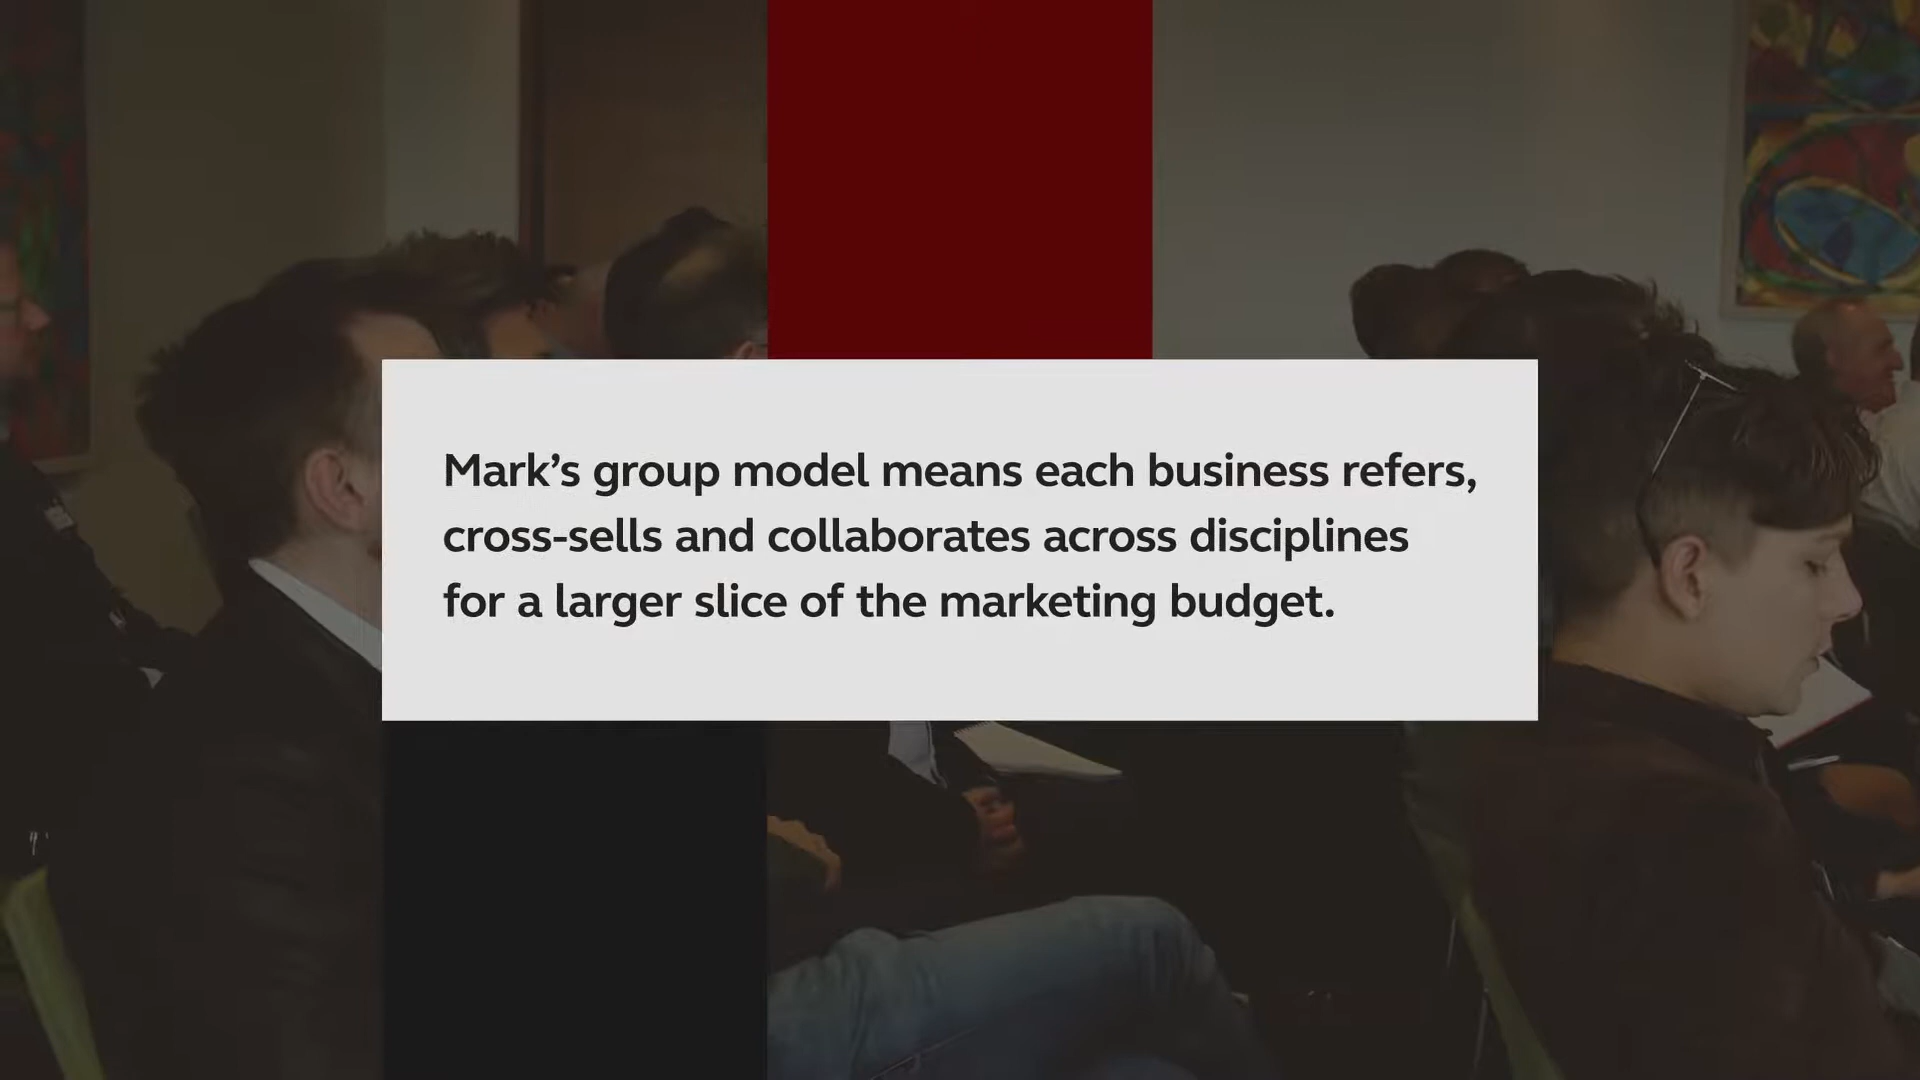 Mark’s group model means each business refers,
cross-sells and collaborates across disciplines
for a larger slice of the marketing budget.